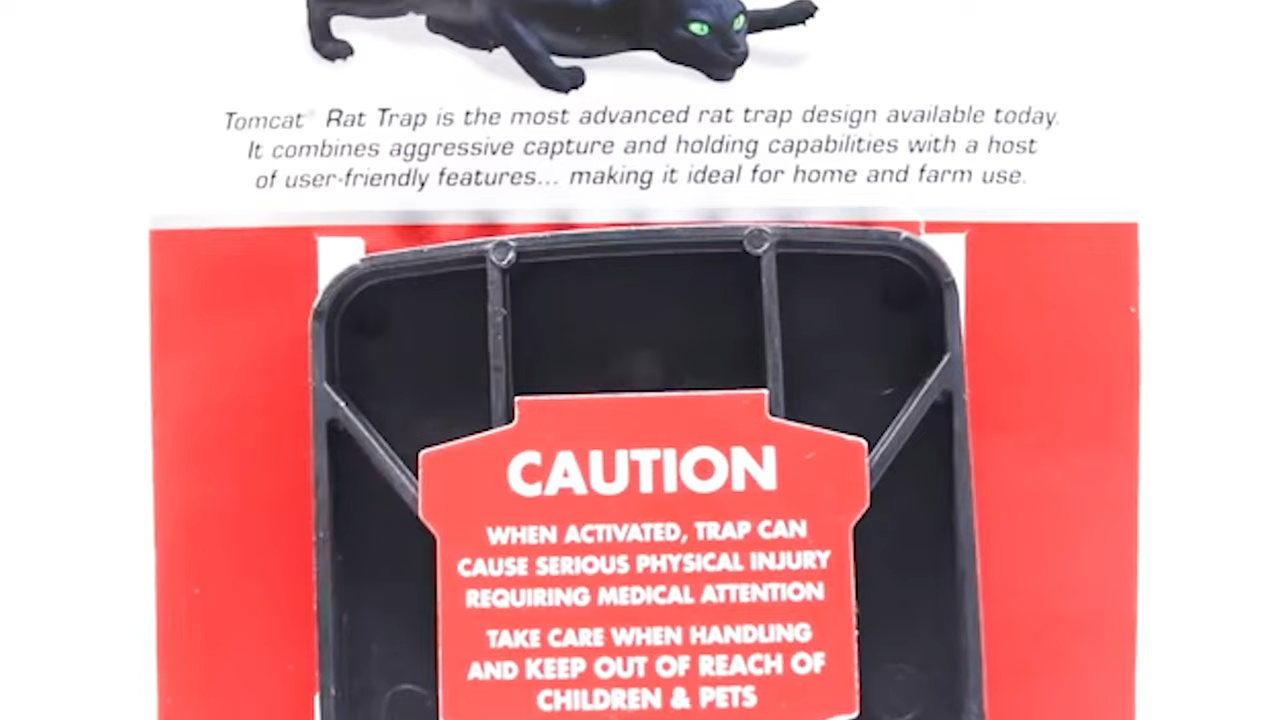 Tomcat® Rat Trap is the most advanced rat trap design available today.
It combines aggressive capture and holding capabilities with a host
of user-friendly features... making it ideal for home and farm use.
CAUTION
WHEN ACTIVATED, TRAP CAN
CAUSE SERIOUS PHYSICAL INJURY
REQUIRING MEDICAL ATTENTION
TAKE CARE WHEN HANDLING
AND KEEP OUT OF REACH OF
CHILDREN & PETS